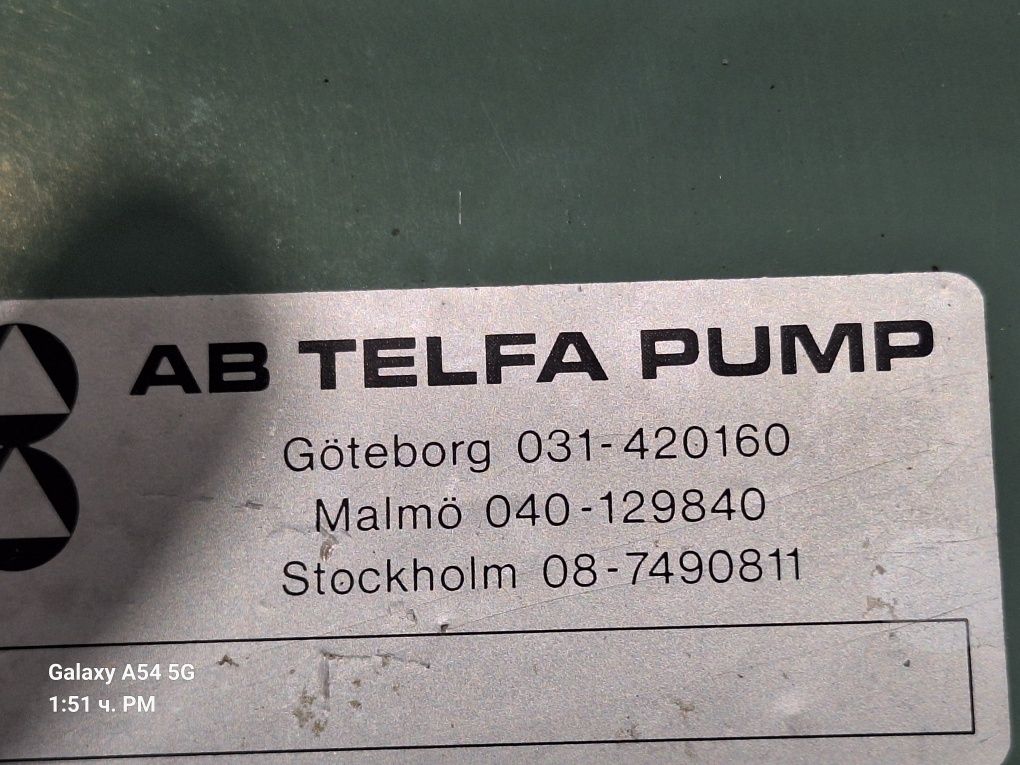 AB TELFA PUMP
Göteborg 031-420160
Malmö 040-129840
Stockholm 08-7490811
Galaxy A54 5G
1:51 ч. PM